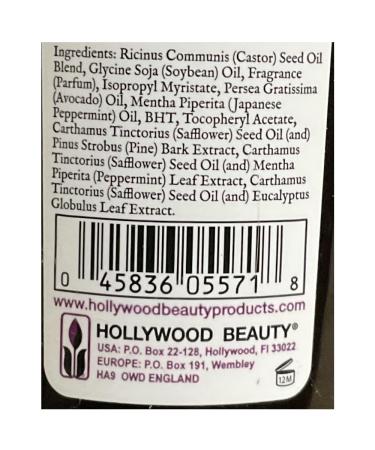 Ingredients: Ricinus Communis (Castor) Seed Oil
Blend, Glycine Soja (Soybean) Oil, Fragrance
(Parfum), Isopropyl Myristate, Persea Gratissima
(Avocado) Oil, Mentha Piperita (Japanese
Peppermint) Oil, BHT, Tocopheryl Acetate,
Carthamus Tinctorius (Safflower) Seed Oil (and)
Pinus Strobus (Pine) Bark Extract, Carthamus
Tinctorius (Safflower) Seed Oil (and) Mentha
Piperita (Peppermint) Leaf Extract, Carthamus
Tinctorius (Safflower) Seed Oil (and) Eucalyptus
Globulus Leaf Extract.
0 45836 05571 8
www.hollywoodbeautyproducts.com
HOLLYWOOD BEAUTY®
USA: P.O. Box 22-128, Hollywood, Fl 33022
EUROPE: P.O. Box 191, Wembley
HA9 OWD ENGLAND
12M